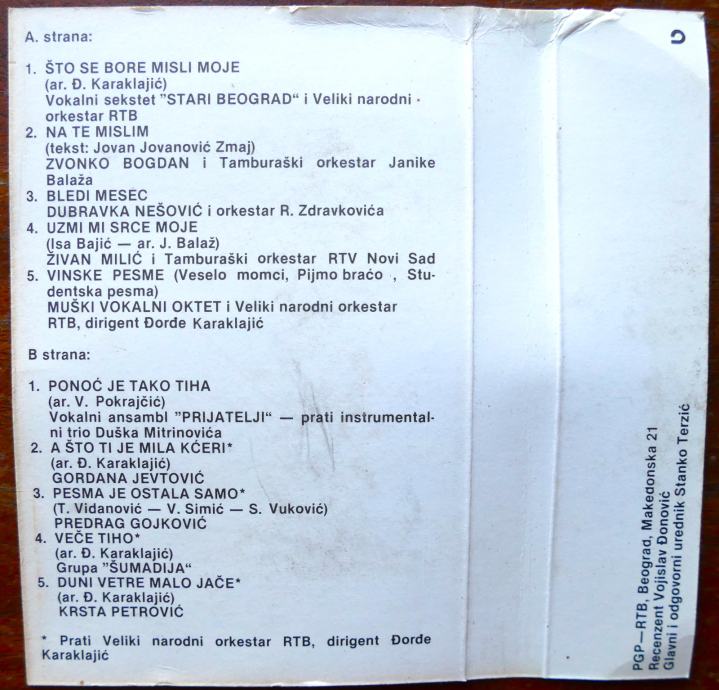 A. strana:
1. ŠTO SE BORE MISLI MOJE
(ar. Đ. Karaklajić)
Vokalni sekstet "STARI BEOGRAD“ i Veliki narodni
orkestar RTB
2. NA TE MISLIM
(tekst: Jovan Jovanović Zmaj)
ZVONKO BOGDAN i Tamburaški orkestar Janike
Balaža
3. BLEDI MESEC
DUBRAVKA NEŠOVIĆ i orkestar R. Zdravkovića
4. UZMI MI SRCE MOJE
(Isa Bajić — ar. J. Balaž)
ŽIVAN MILIĆ i Tamburaški orkestar RTV Novi Sad
5. VINSKE PESME (Veselo momci, Pijmo braćo , Stu-
dentska pesma)
MUŠKI VOKALNI OKTET i Veliki narodni orkestar
RTB, dirigent Đorđe Karaklajić
B strana:
1. PONOĆ JE TAKO TIHA
(ar. V. Pokrajčić)
Vokalni ansambl "PRIJATELJI“ — prati instrumental-
ni trio Duška Mitrinovića
2. A ŠTO TI JE MILA KĆERI*
(ar. Đ. Karaklajić)
GORDANA JEVTOVIĆ
3. PESMA JE OSTALA SAMO*
(T. Vidanović — V. Simić — S. Vuković)
PREDRAG GOJKOVIĆ
4. VEČE TIHO*
(ar. Đ. Karaklajić)
Grupa "ŠUMADIJA“
5. DUNI VETRE MALO JAČE*
(ar. Đ. Karaklajić)
KRSTA PETROVIĆ
* Prati Veliki narodni orkestar RTB, dirigent Đorđe
Karaklajić
PGP—RTB, Beograd, Makedonska 21
Recenzent Vojislav Đonović
Glavni i odgovorni urednik Stanko Terzić